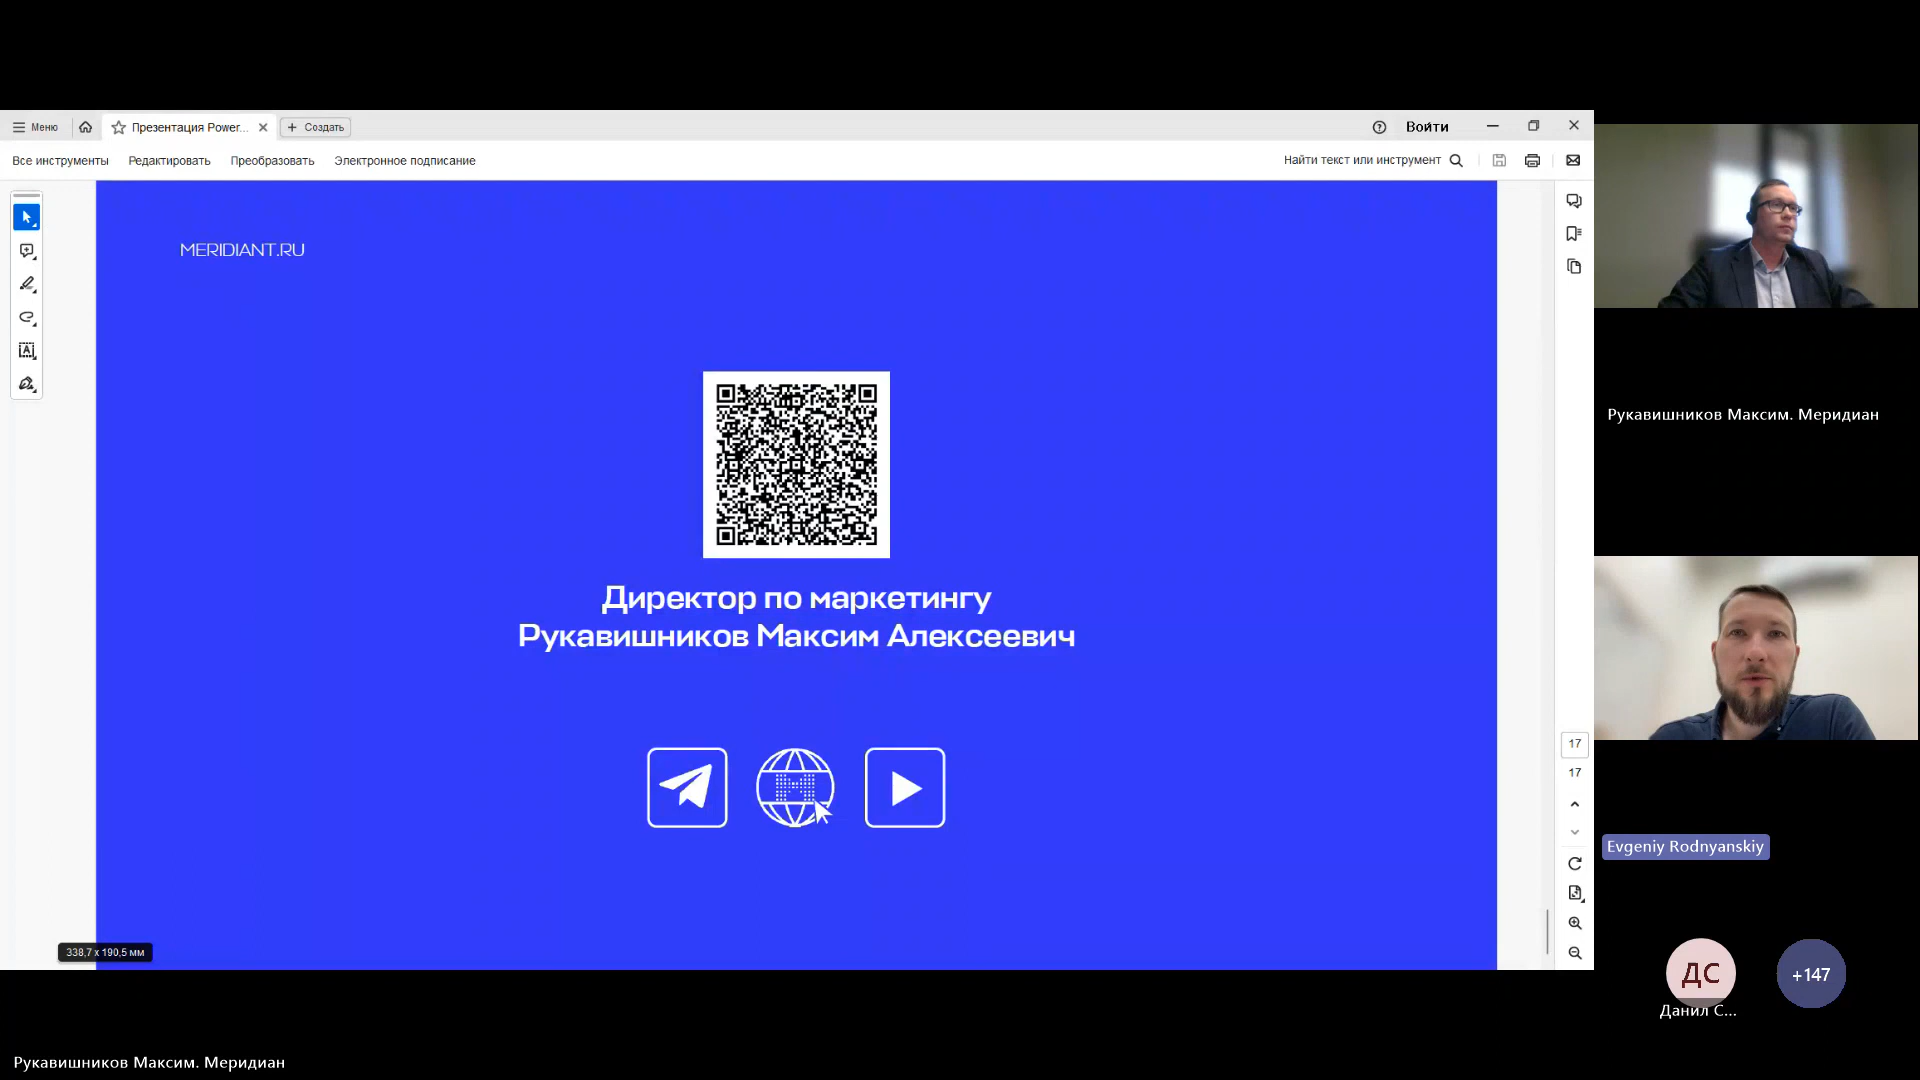 Меню
Презентация Power...
Создать
Войти
Все инструменты
Редактировать
Преобразовать
Электронное подписание
Найти текст или инструмент
MERIDIANT.RU
Директор по маркетингу
Рукавишников Максим Алексеевич
17
17
338,7 x 190,5 мм
Рукавишников Максим. Меридиан
Evgeniy Rodnyanskiy
ДС
Данил С...
+147
Рукавишников Максим. Меридиан